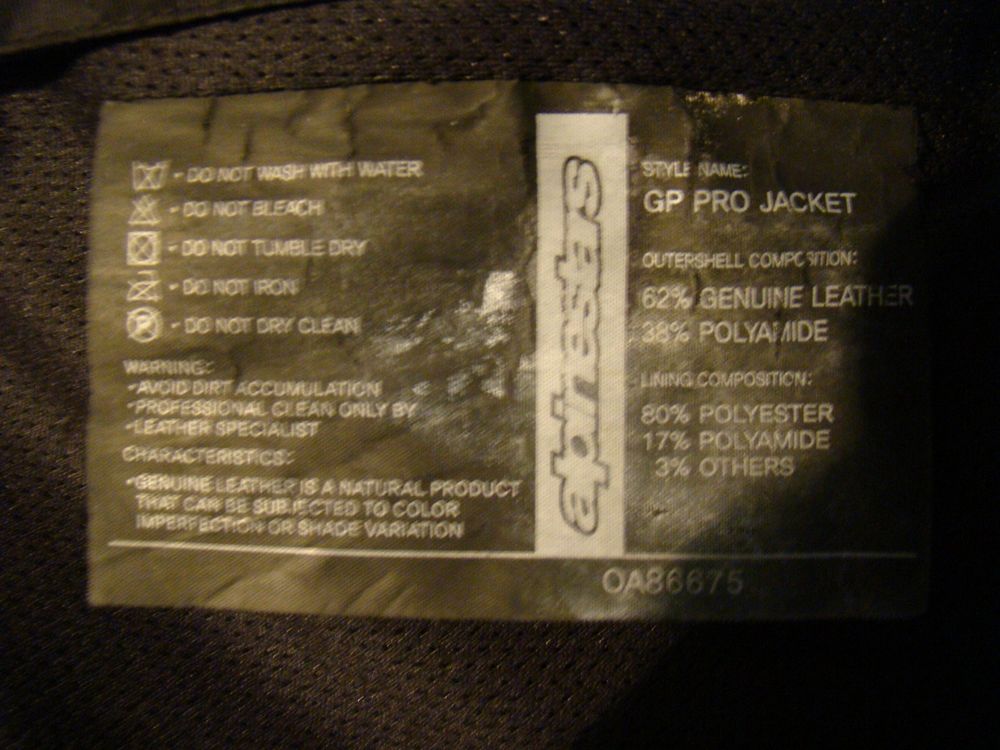 - DO NOT WASH WITH WATER
- DO NOT BLEACH
- DO NOT TUMBLE DRY
- DO NOT IRON
- DO NOT DRY CLEAN
WARNING:
-AVOID DIRT ACCUMULATION
-PROFESSIONAL CLEAN ONLY BY
-LEATHER SPECIALIST
CHARACTERISTICS:
-GENUINE LEATHER IS A NATURAL PRODUCT
THAT CAN BE SUBJECTED TO COLOR
IMPERFECTION OR SHADE VARIATION
alpinestars
STYLE NAME:
GP PRO JACKET
OUTERSHELL COMPOSITION:
62% GENUINE LEATHER
38% POLYAMIDE
LINING COMPOSITION:
80% POLYESTER
17% POLYAMIDE
3% OTHERS
OA86675